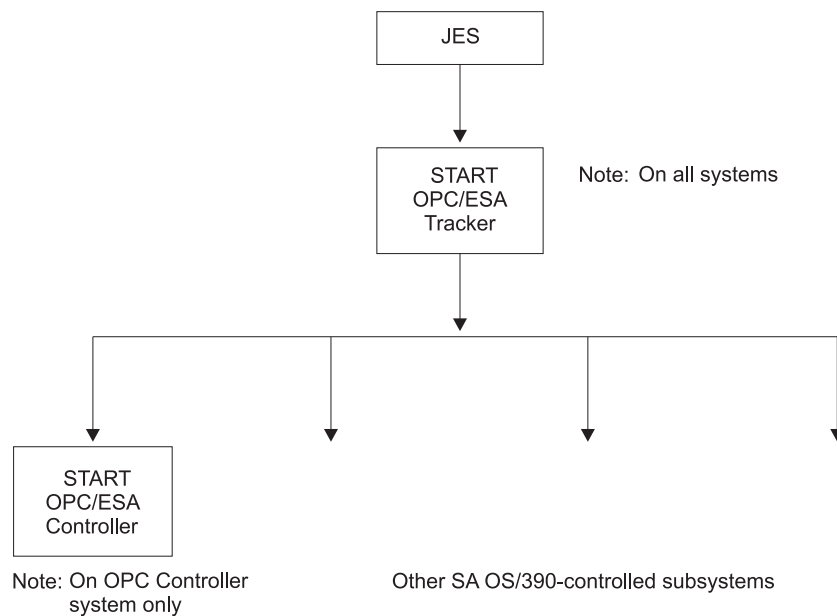 JES
START
OPC/ESA
Tracker
Note: On all systems
START
OPC/ESA
Controller
Note: On OPC Controller
system only
Other SA OS/390-controlled subsystems